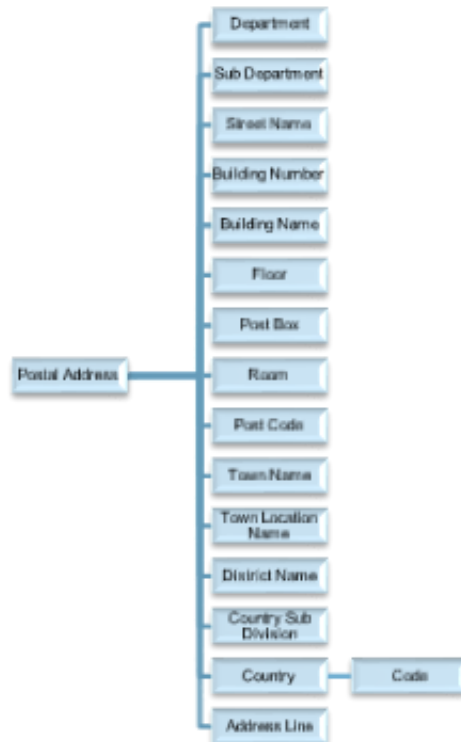 Department
Sub Department
Street Name
Building Number
Building Name
Floor
Post Box
Postal Address
Room
Post Code
Town Name
Town Location
Name
District Name
Country Sub
Division
Country
Code
Address Line